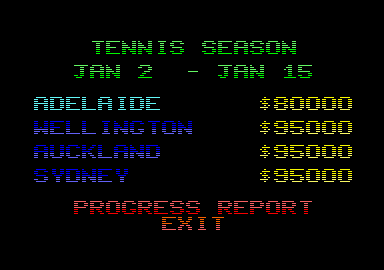 TENNIS SEASON
JAN 2 - JAN 15
ADELAIDE $80000
WELLINGTON $95000
AUCKLAND $95000
SYDNEY $95000
PROGRESS REPORT
EXIT